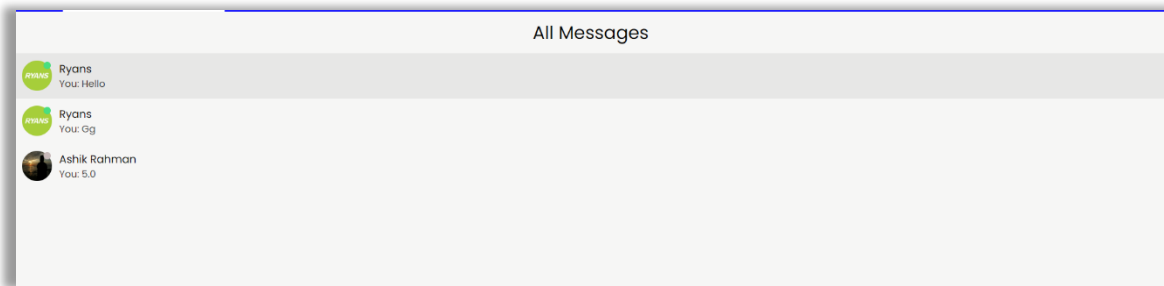 All Messages
RYANS
Ryans
You: Hello
RYANS
Ryans
You: Gg
Ashik Rahman
You: 5.0